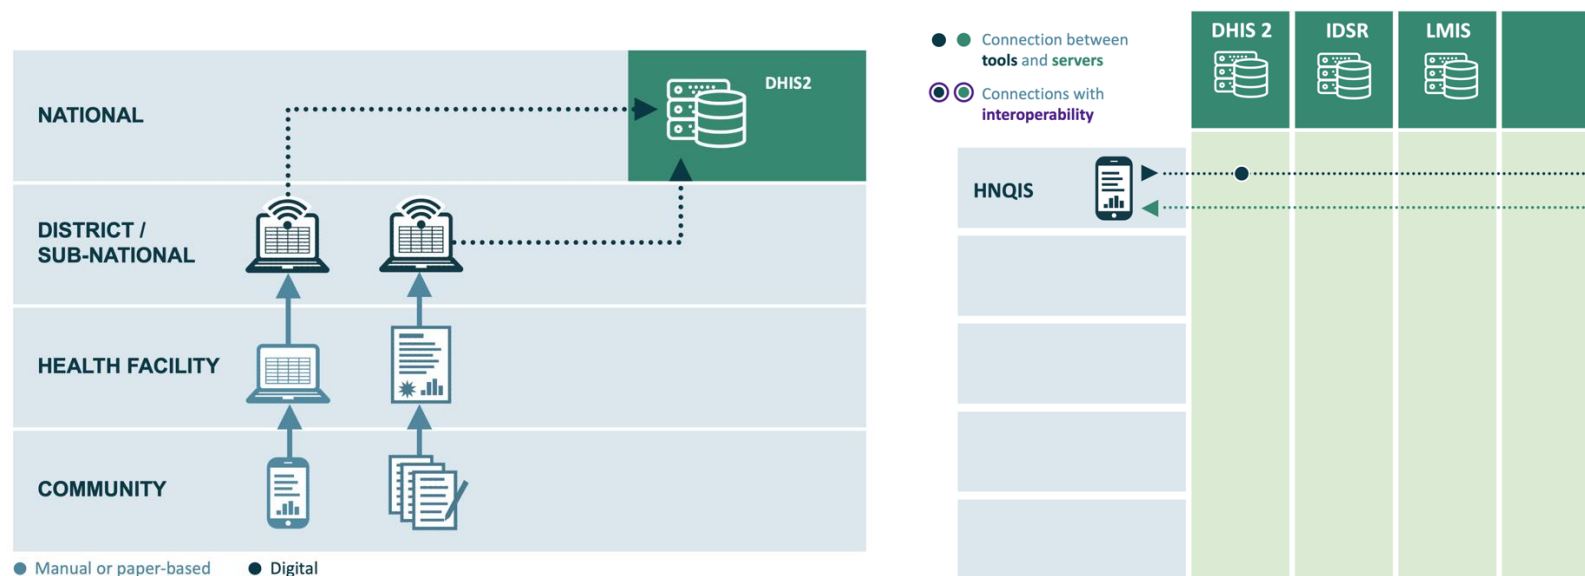 NATIONAL
DHIS2
DISTRICT /
SUB-NATIONAL
HEALTH FACILITY
COMMUNITY
Manual or paper-based
Digital
Connection between
tools and servers
Connections with
interoperability
DHIS 2
IDSR
LMIS
HNQIS